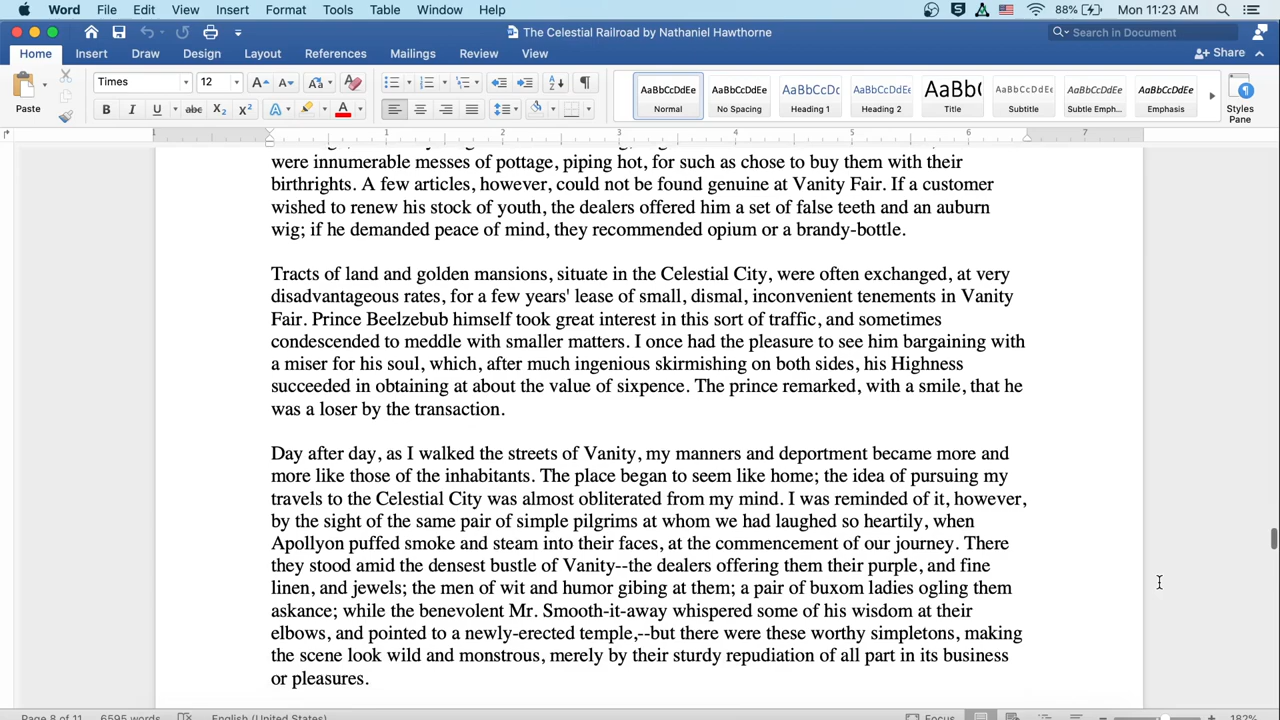 Word File Edit View Insert Format Tools Table Window Help 88% Mon 11:23 AM
The Celestial Railroad by Nathaniel Hawthorne Search in Document
Home Insert Draw Design Layout References Mailings Review View Share
Paste Times 12 A A Aa A
B I U abc X2 X2 A A
AaBbCcDdEe AaBbCcDdEe AaBbCcDc AaBbCcDdEe AaBbC AaBbCcDdEe AaBbCcDdEe AaBbCcDdEe
Normal No Spacing Heading 1 Heading 2 Title Subtitle Subtle Emph... Emphasis Styles Pane
1 1 2 3 4 5 6 7
were innumerable messes of pottage, piping hot, for such as chose to buy them with their
birthrights. A few articles, however, could not be found genuine at Vanity Fair. If a customer
wished to renew his stock of youth, the dealers offered him a set of false teeth and an auburn
wig; if he demanded peace of mind, they recommended opium or a brandy-bottle.
Tracts of land and golden mansions, situate in the Celestial City, were often exchanged, at very
disadvantageous rates, for a few years' lease of small, dismal, inconvenient tenements in Vanity
Fair. Prince Beelzebub himself took great interest in this sort of traffic, and sometimes
condescended to meddle with smaller matters. I once had the pleasure to see him bargaining with
a miser for his soul, which, after much ingenious skirmishing on both sides, his Highness
succeeded in obtaining at about the value of sixpence. The prince remarked, with a smile, that he
was a loser by the transaction.
Day after day, as I walked the streets of Vanity, my manners and deportment became more and
more like those of the inhabitants. The place began to seem like home; the idea of pursuing my
travels to the Celestial City was almost obliterated from my mind. I was reminded of it, however,
by the sight of the same pair of simple pilgrims at whom we had laughed so heartily, when
Apollyon puffed smoke and steam into their faces, at the commencement of our journey. There
they stood amid the densest bustle of Vanity--the dealers offering them their purple, and fine
linen, and jewels; the men of wit and humor gibing at them; a pair of buxom ladies ogling them
askance; while the benevolent Mr. Smooth-it-away whispered some of his wisdom at their
elbows, and pointed to a newly-erected temple,--but there were these worthy simpletons, making
the scene look wild and monstrous, merely by their sturdy repudiation of all part in its business
or pleasures.
Page 8 of 11 6595 words English (United States) Focus 182%